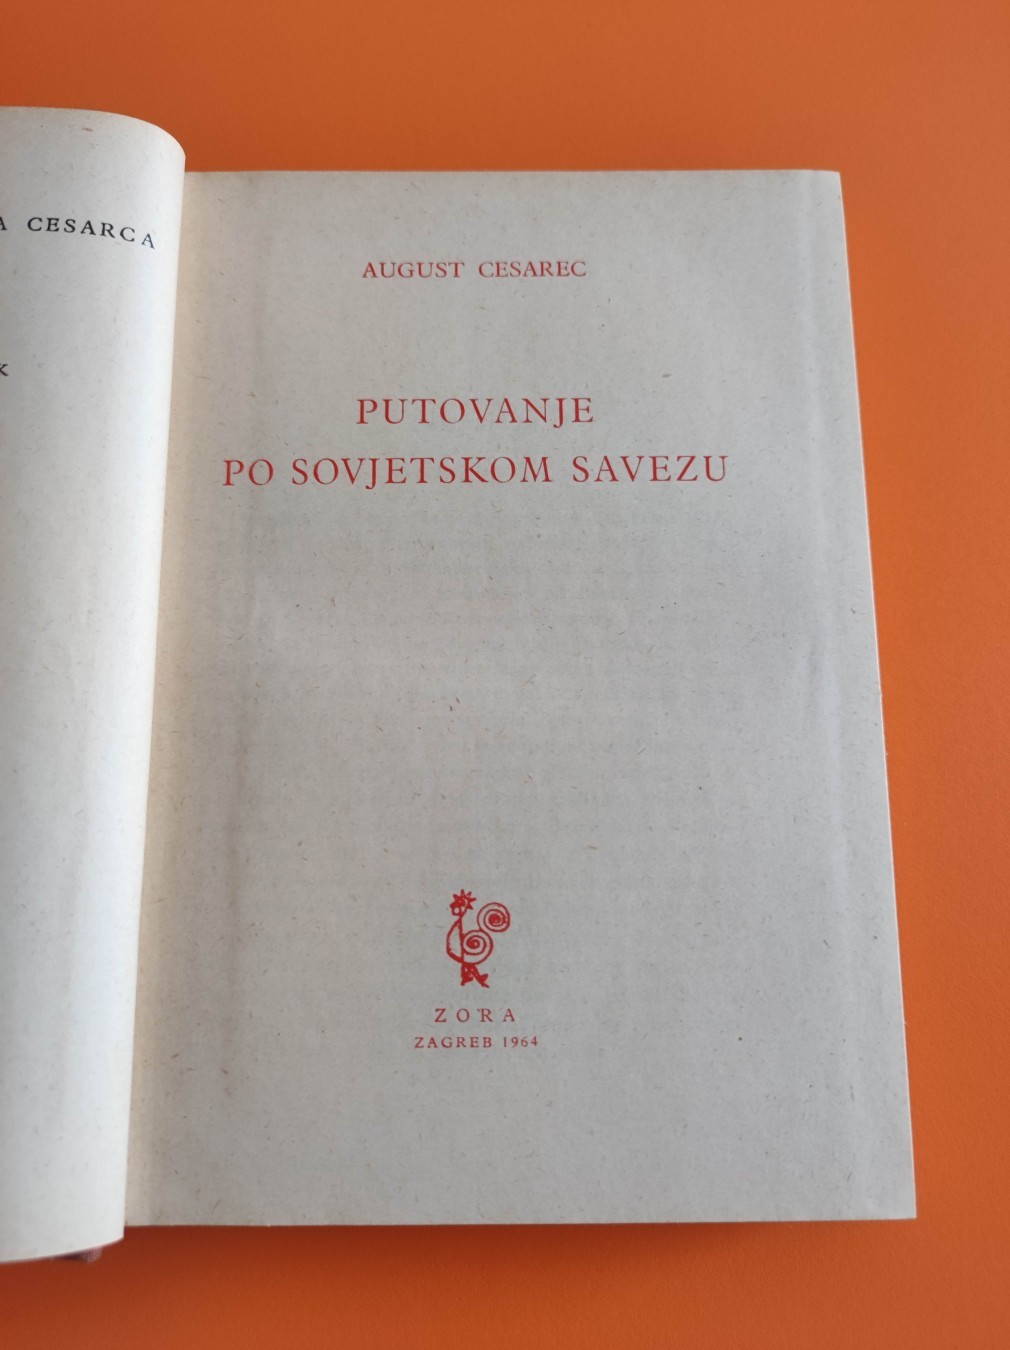 A CESARCA
K
AUGUST CESAREC
PUTOVANJE
PO SOVJETSKOM SAVEZU
ZORA
ZAGREB 1964